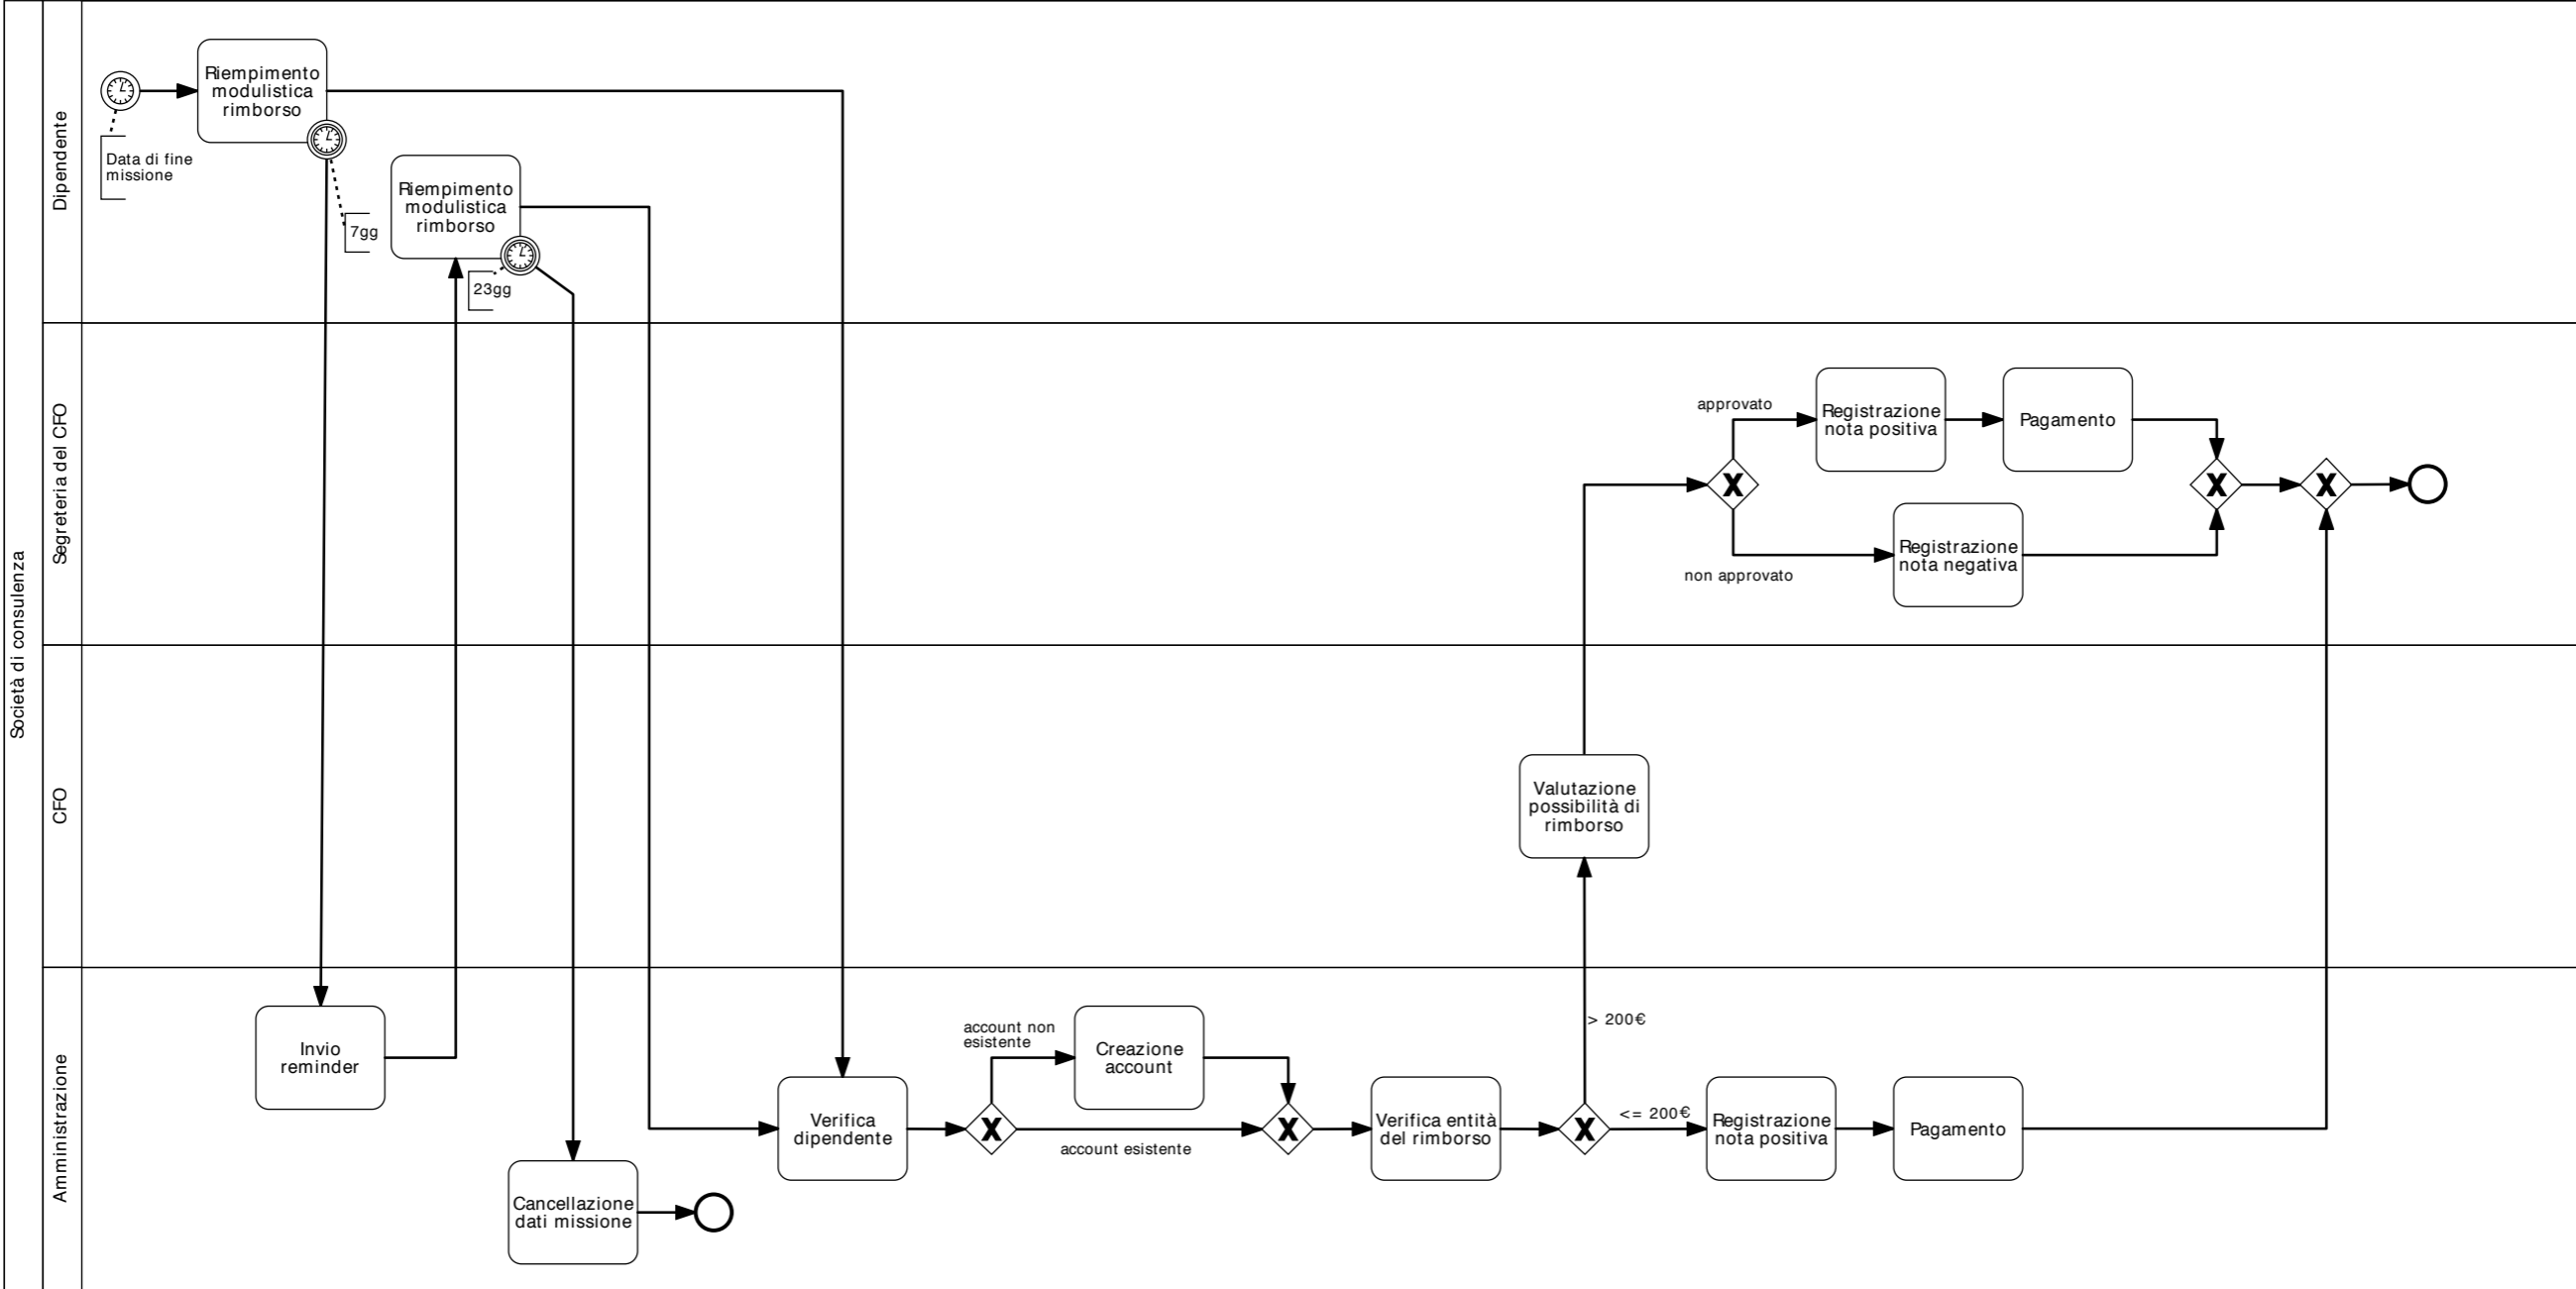 Società di consulenza
Dipendente
Riempimento
modulistica
rimborso
Data di fine
missione
7gg
Riempimento
modulistica
rimborso
23gg
Segreteria del CFO
approvato
Registrazione
nota positiva
Pagamento
X
X
X
non approvato
Registrazione
nota negativa
CFO
Valutazione
possibilità di
rimborso
Amministrazione
Invio
reminder
Cancellazione
dati missione
Verifica
dipendente
X
account non
esistente
Creazione
account
account esistente
X
Verifica entità
del rimborso
X
> 200€
<= 200€
Registrazione
nota positiva
Pagamento